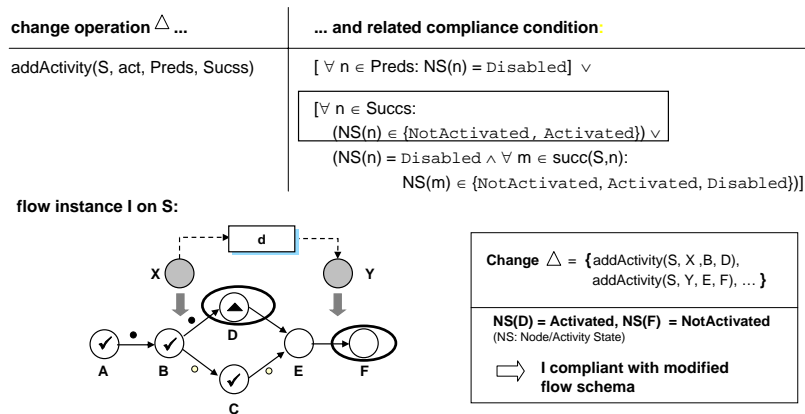 change operation △ ...
... and related compliance condition:
addActivity(S, act, Preds, Sucss)
[ ∀ n ∈ Preds: NS(n) = Disabled] ∨
[∀ n ∈ Succs:
(NS(n) ∈ {NotActivated, Activated}) ∨
(NS(n) = Disabled ∧ ∀ m ∈ succ(S,n):
NS(m) ∈ {NotActivated, Activated, Disabled})]
flow instance I on S:
d
X
Y
D
A
B
E
F
C
Change △ = { addActivity(S, X ,B, D),
addActivity(S, Y, E, F), ... }
NS(D) = Activated, NS(F) = NotActivated
(NS: Node/Activity State)
I compliant with modified
flow schema